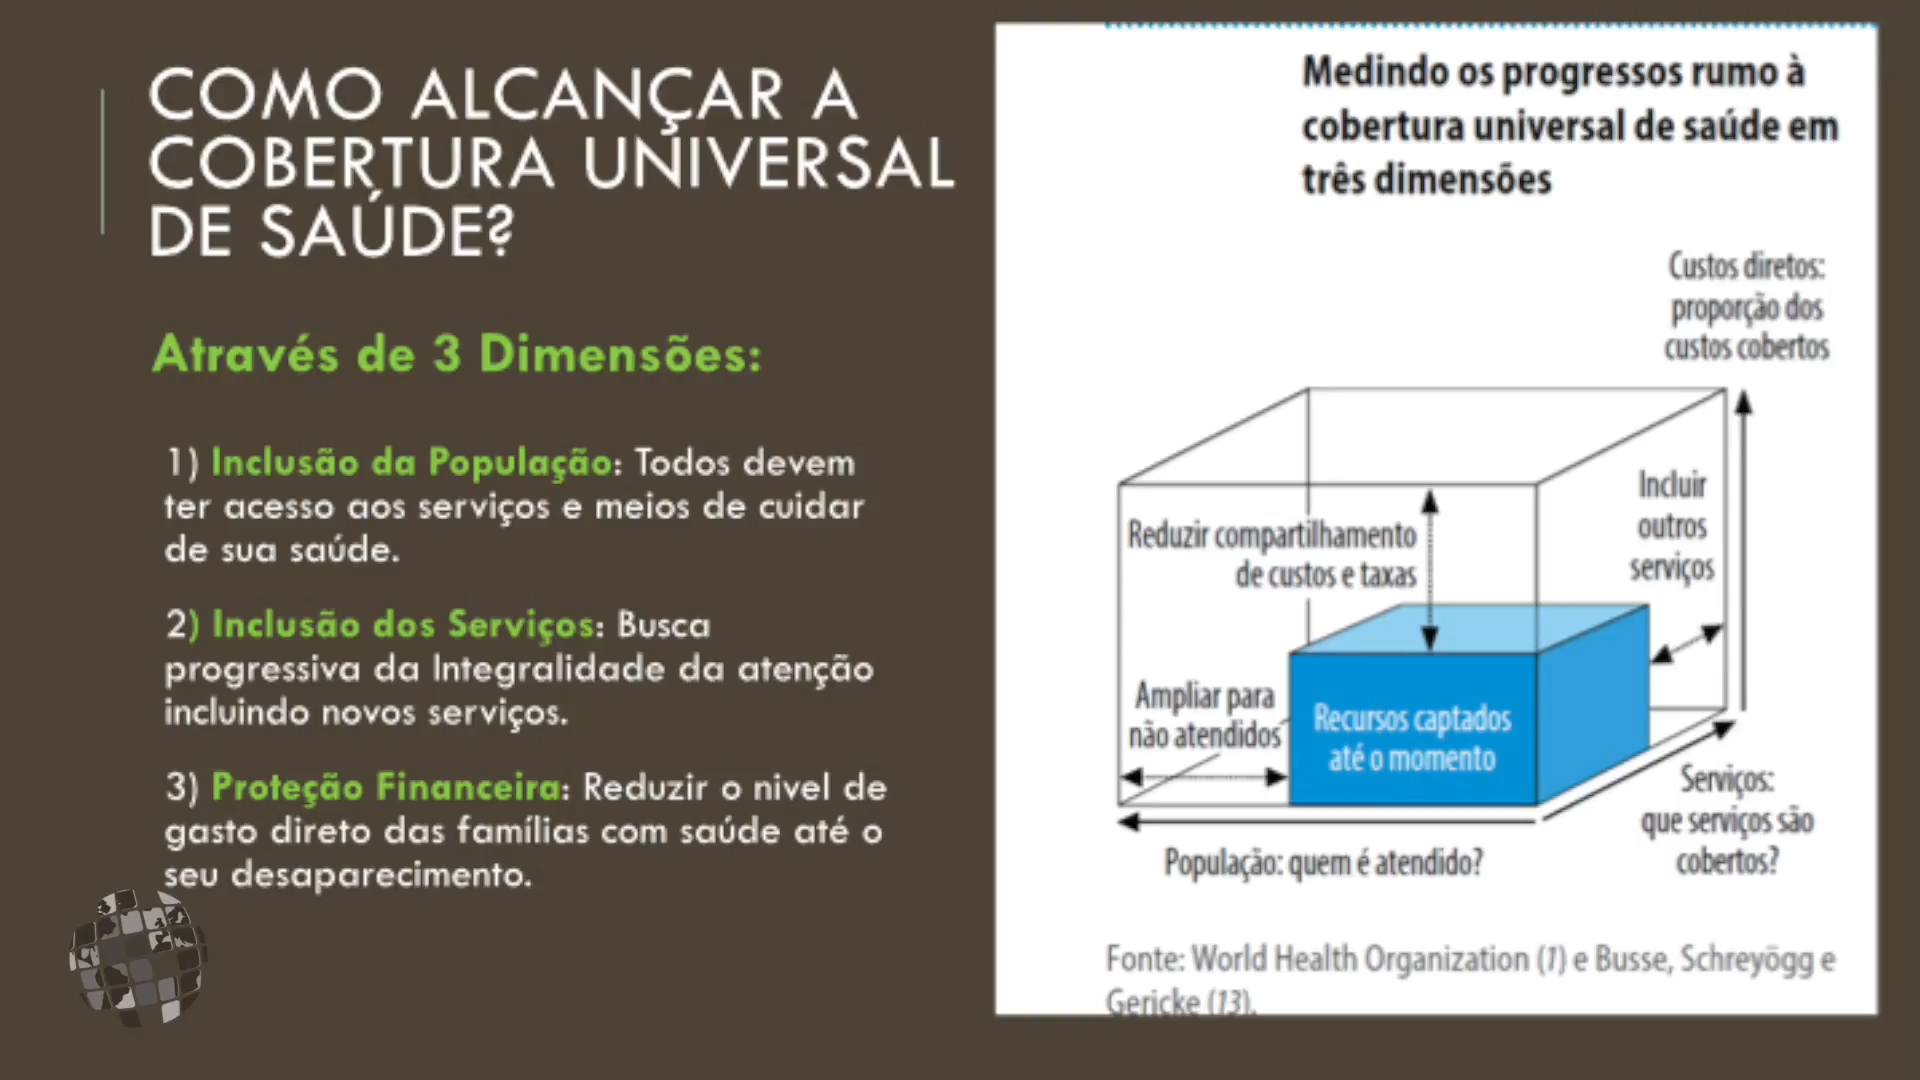 COMO ALCANÇAR A
COBERTURA UNIVERSAL
DE SAÚDE?
Através de 3 Dimensões:
1) Inclusão da População: Todos devem
ter acesso aos serviços e meios de cuidar
de sua saúde.
2) Inclusão dos Serviços: Busca
progressiva da Integralidade da atenção
incluindo novos serviços.
3) Proteção Financeira: Reduzir o nivel de
gasto direto das famílias com saúde até o
seu desaparecimento.
Medindo os progressos rumo à
cobertura universal de saúde em
três dimensões
Custos diretos:
proporção dos
custos cobertos
Incluir
outros
serviços
Reduzir compartilhamento
de custos e taxas
Ampliar para
não atendidos
Recursos captados
até o momento
Serviços:
que serviços são
cobertos?
População: quem é atendido?
Fonte: World Health Organization (1) e Busse, Schreyögg e
Gericke (13).